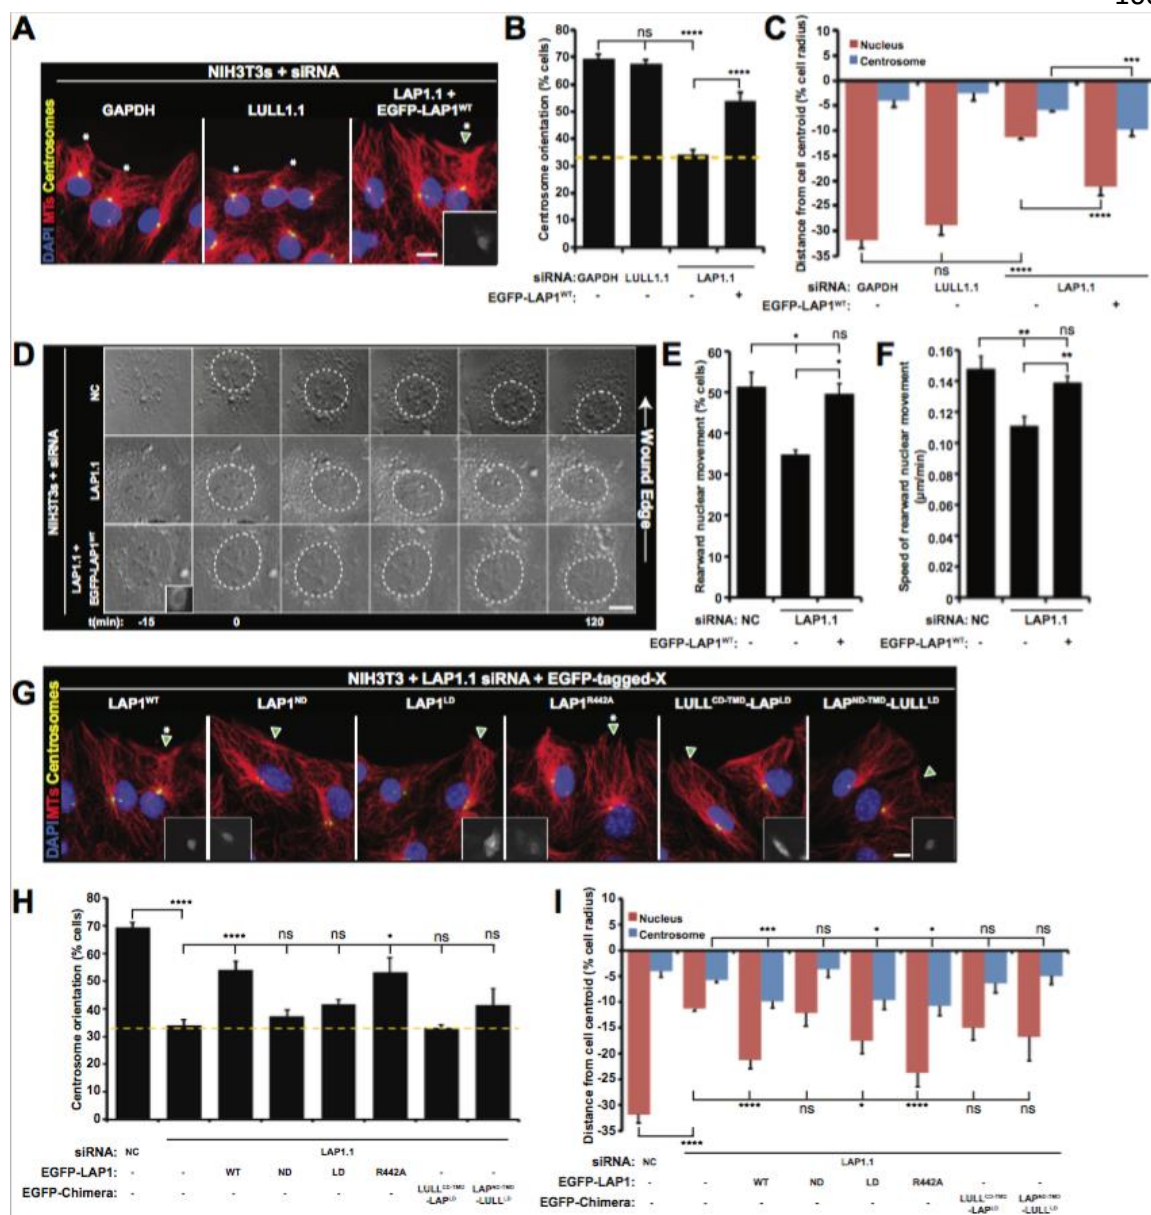 A
NIH3T3s + siRNA
GAPDH
LULL1.1
LAP1.1 +
EGFP-LAP1WT
*
*
*
*
*
DAPI MTs Centrosomes
B
Centrosome orientation (% cells)
80
70
60
50
40
30
20
10
0
ns
****
****
siRNA: GAPDH LULL1.1 LAP1.1
EGFP-LAP1WT: - - - +
C
Distance from cell centroid (% cell radius)
10
5
0
-5
-10
-15
-20
-25
-30
-35
Nucleus
Centrosome
***
****
ns
****
siRNA: GAPDH LULL1.1 LAP1.1
EGFP-LAP1WT: - - - +
D
NIH3T3s + siRNA
NC
LAP1.1
LAP1.1 +
EGFP-LAP1WT
Wound Edge
t(min): -15 0 120
E
Rearward nuclear movement (% cells)
60
50
40
30
20
10
0
* ns
*
siRNA: NC LAP1.1
EGFP-LAP1WT: - - +
F
Speed of rearward nuclear movement
(µm/min)
0.16
0.14
0.12
0.10
0.08
0.06
0.04
0.02
0
** ns
**
siRNA: NC LAP1.1
EGFP-LAP1WT: - - +
G
NIH3T3 + LAP1.1 siRNA + EGFP-tagged-X
LAP1WT LAP1ND LAP1LD LAP1R442A LULLCD-TMD-LAPLD LAPND-TMD-LULLLD
* *
DAPI MTs Centrosomes
H
Centrosome orientation (% cells)
80
70
60
50
40
30
20
10
0
****
**** ns ns * ns ns
siRNA: NC LAP1.1
EGFP-LAP1: - - WT ND LD R442A - -
EGFP-Chimera: - - - - - - LULLCD-TMD LAPND-TMD
-LAPLD -LULLLD
I
Distance from cell centroid (% cell radius)
10
5
0
-5
-10
-15
-20
-25
-30
-35
Nucleus
Centrosome
*** ns * * ns ns
**** ns * **** ns ns
****
siRNA: NC LAP1.1
EGFP-LAP1: - - WT ND LD R442A - -
EGFP-Chimera: - - - - - - LULLCD-TMD LAPND-TMD
-LAPLD -LULLLD